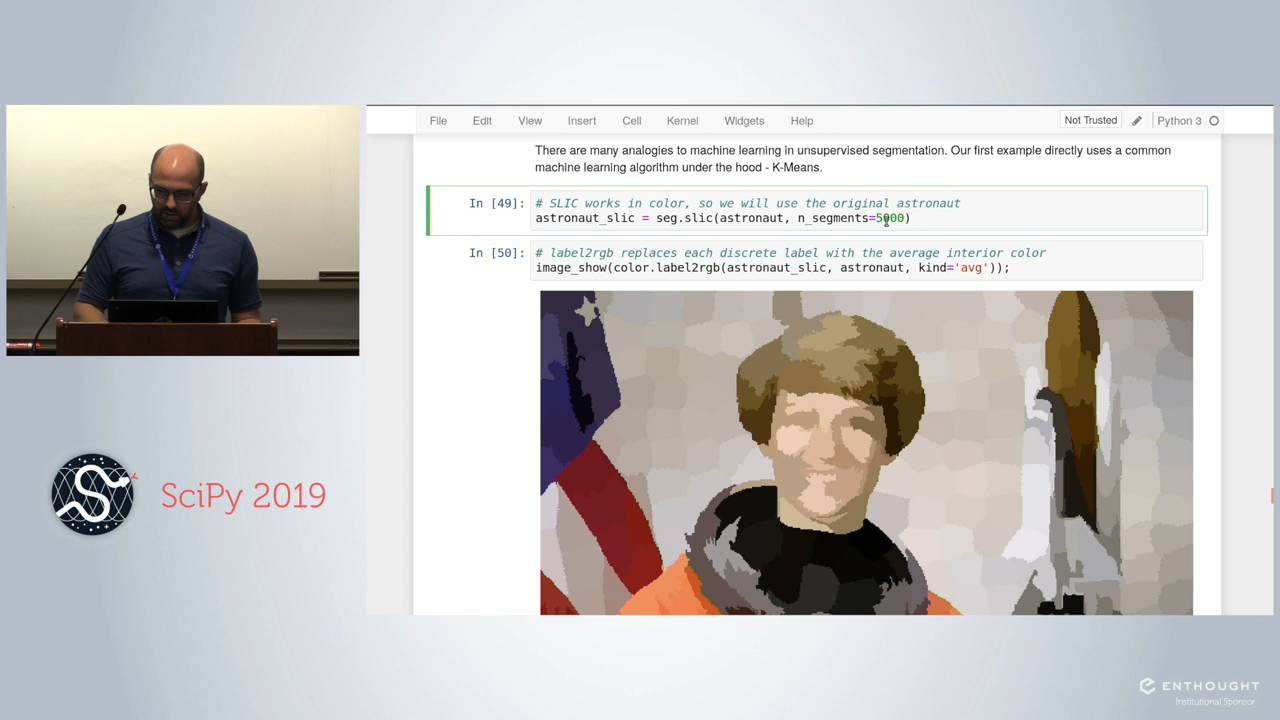 File Edit View Insert Cell Kernel Widgets Help Not Trusted Python 3
There are many analogies to machine learning in unsupervised segmentation. Our first example directly uses a common
machine learning algorithm under the hood - K-Means.
In [49]: # SLIC works in color, so we will use the original astronaut
astronaut_slic = seg.slic(astronaut, n_segments=5000)
In [50]: # label2rgb replaces each discrete label with the average interior color
image_show(color.label2rgb(astronaut_slic, astronaut, kind='avg'));
SciPy 2019
ENTHOUGHT
Institutional Sponsor